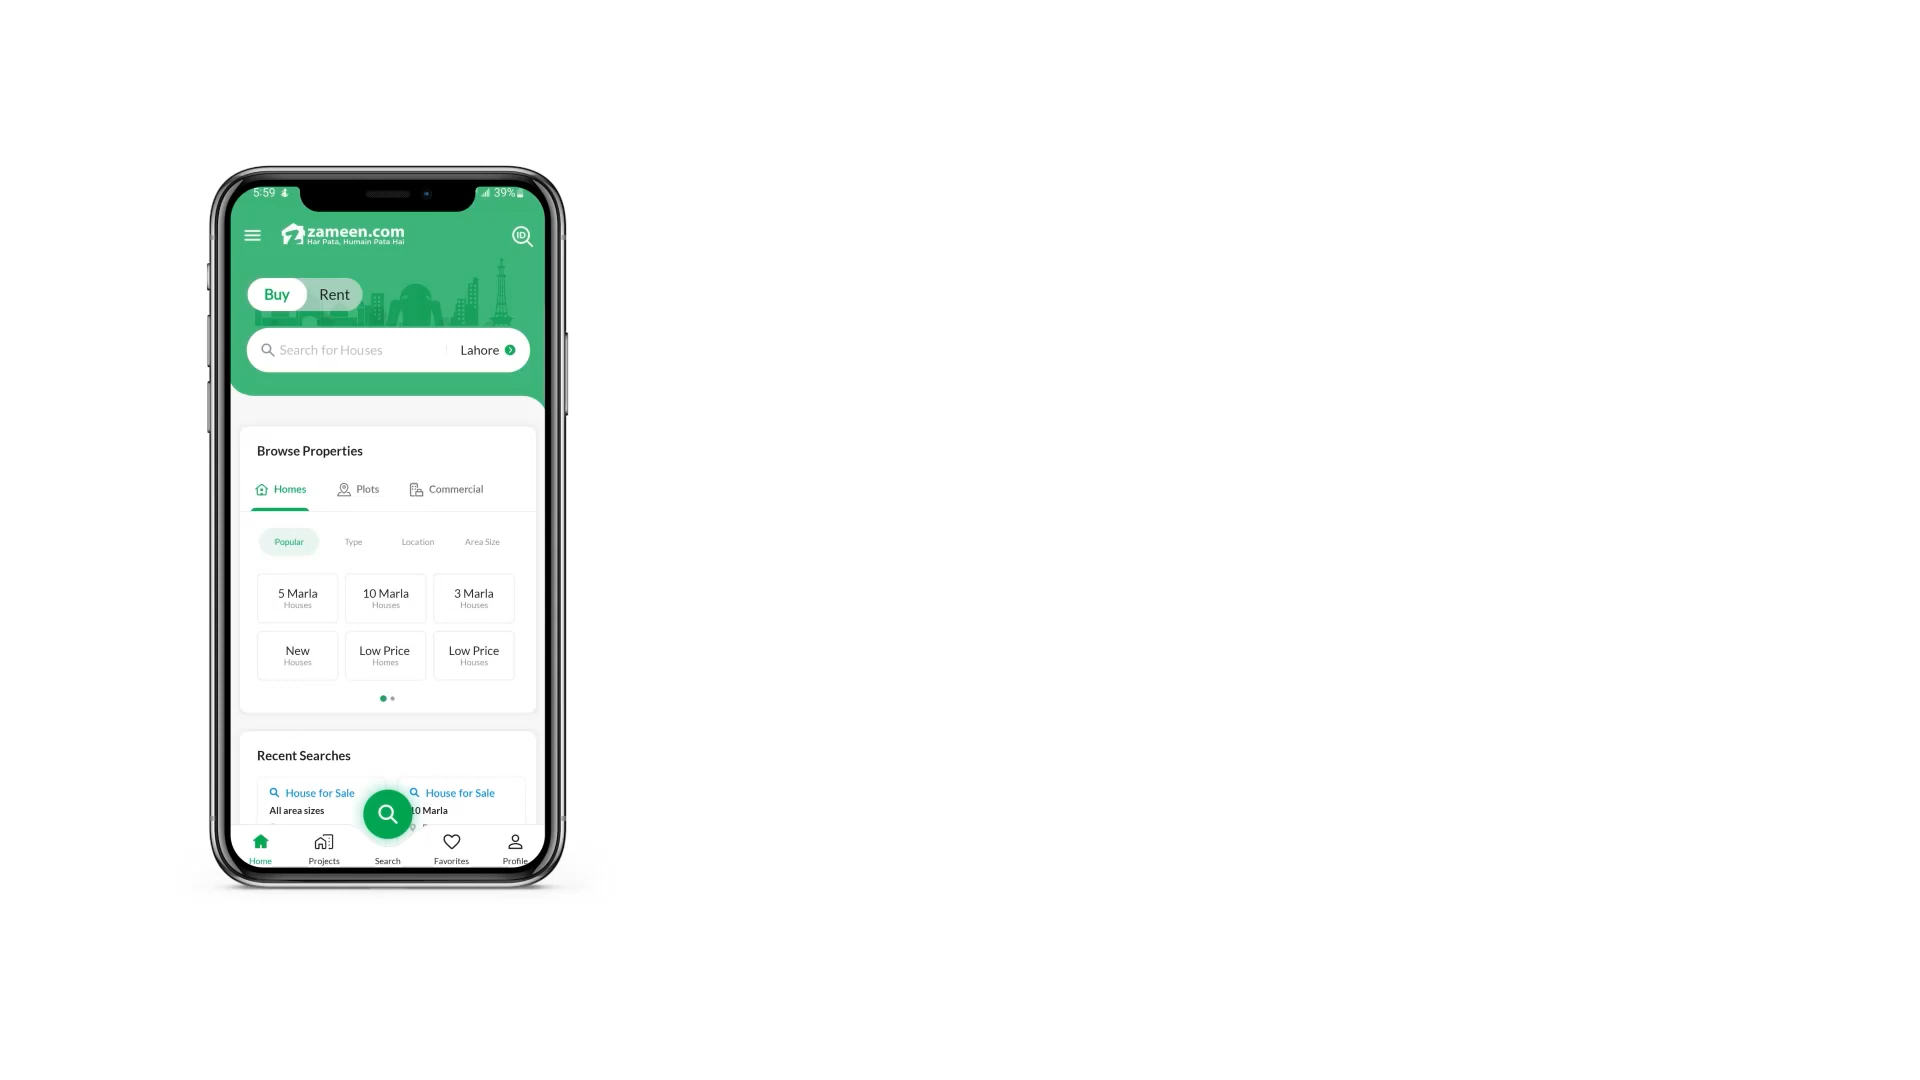 5:59
39%
zameen.com
Har Pata, Humain Pata Hai
ID
Buy Rent
Search for Houses Lahore
Browse Properties
Homes Plots Commercial
Popular Type Location Area Size
5 Marla 10 Marla 3 Marla
Houses Houses Houses
New Low Price Low Price
Houses Homes Houses
Recent Searches
House for Sale House for Sale
All area sizes 10 Marla
Home Projects Search Favorites Profile